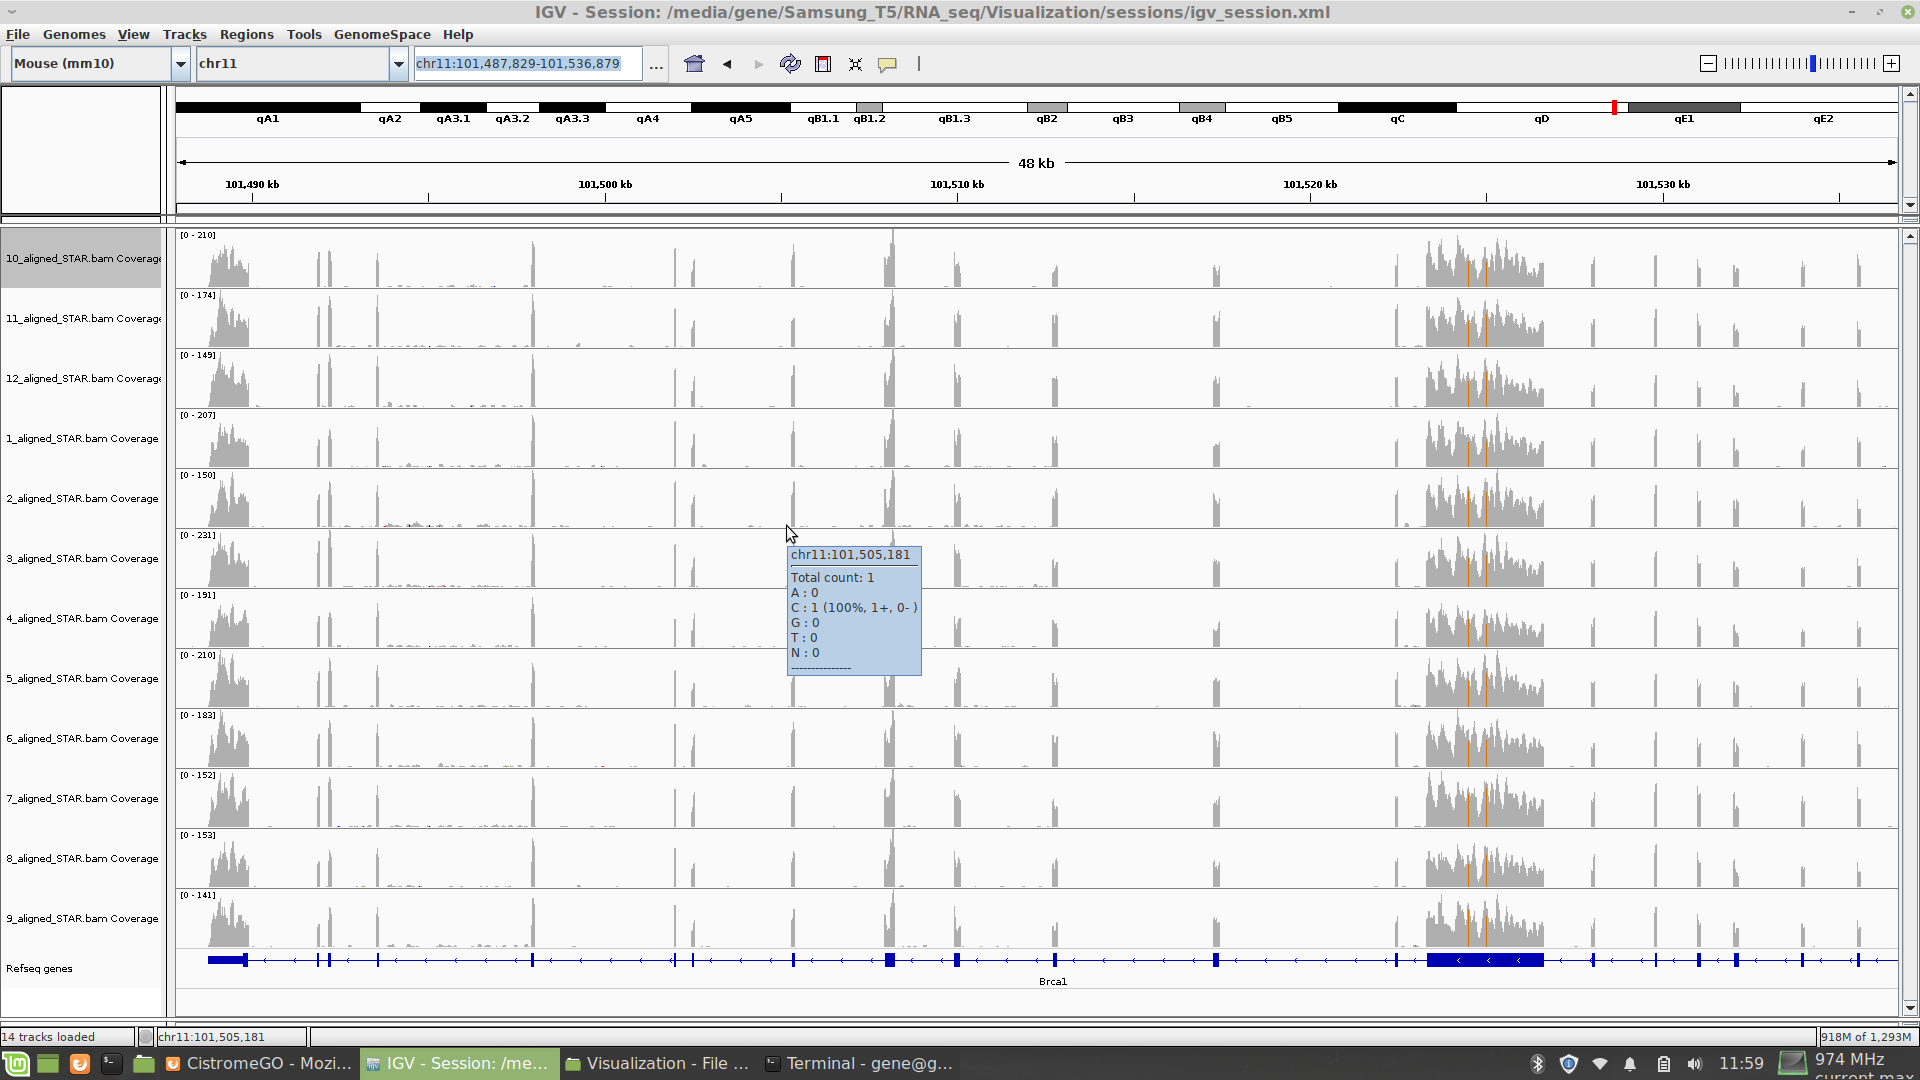 IGV - Session: /media/gene/Samsung_T5/RNA_seq/Visualization/sessions/igv_session.xml
File Genomes View Tracks Regions Tools GenomeSpace Help
Mouse (mm10) chr11 chr11:101,487,829-101,536,879 ...
qA1 qA2 qA3.1 qA3.2 qA3.3 qA4 qA5 qB1.1 qB1.2 qB1.3 qB2 qB3 qB4 qB5 qC qD qE1 qE2
48 kb
101,490 kb 101,500 kb 101,510 kb 101,520 kb 101,530 kb
[0 - 210]
10_aligned_STAR.bam Coverage
[0 - 174]
11_aligned_STAR.bam Coverage
[0 - 149]
12_aligned_STAR.bam Coverage
[0 - 207]
1_aligned_STAR.bam Coverage
[0 - 150]
2_aligned_STAR.bam Coverage
[0 - 231]
3_aligned_STAR.bam Coverage
[0 - 191]
4_aligned_STAR.bam Coverage
[0 - 210]
5_aligned_STAR.bam Coverage
[0 - 183]
6_aligned_STAR.bam Coverage
[0 - 152]
7_aligned_STAR.bam Coverage
[0 - 153]
8_aligned_STAR.bam Coverage
[0 - 141]
9_aligned_STAR.bam Coverage
chr11:101,505,181
Total count: 1
A : 0
C : 1 (100%, 1+, 0- )
G : 0
T : 0
N : 0
---------------
Refseq genes
Brca1
14 tracks loaded chr11:101,505,181 918M of 1,293M
CistromeGO - Mozi... IGV - Session: /me... Visualization - File ... Terminal - gene@g... 11:59 974 MHz
current max